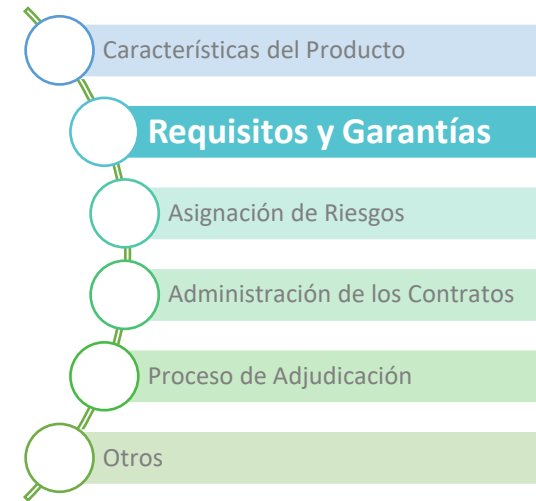 Características del Producto
Requisitos y Garantías
Asignación de Riesgos
Administración de los Contratos
Proceso de Adjudicación
Otros